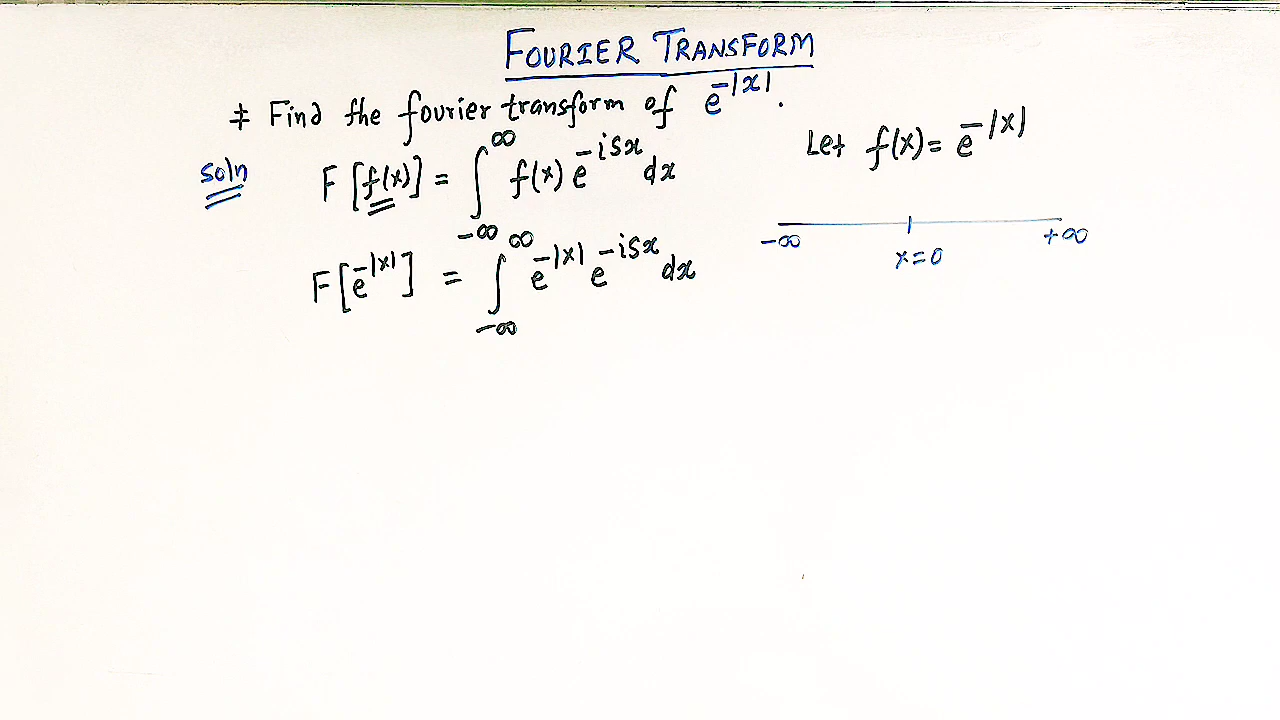 FOURIER TRANSFORM
# Find the fourier transform of e^{-|x|}.
Let f(x) = e^{-|x|}
Soln F[f(x)] = ∫_{-∞}^{∞} f(x) e^{-isx} dx
-∞ x=0 +∞
F[e^{-|x|}] = ∫_{-∞}^{∞} e^{-|x|} e^{-isx} dx